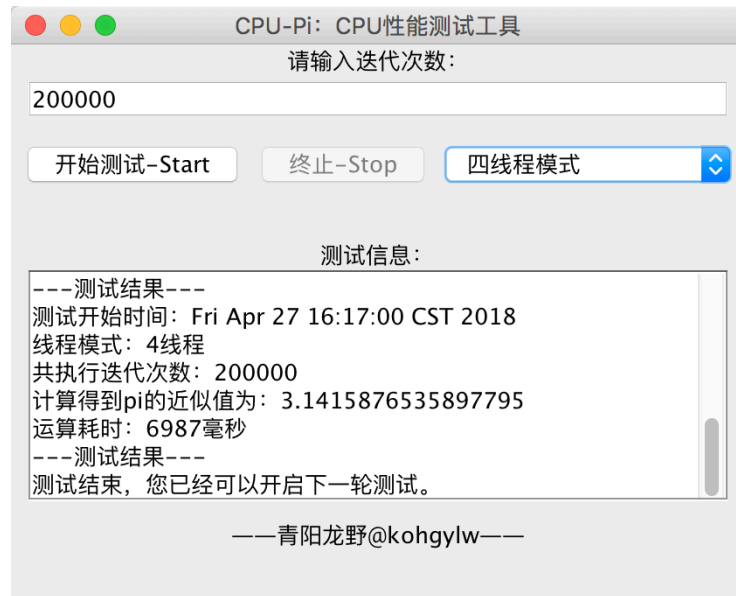 CPU-Pi：CPU性能测试工具
请输入迭代次数：
200000
开始测试-Start 终止-Stop 四线程模式
测试信息：
---测试结果---
测试开始时间：Fri Apr 27 16:17:00 CST 2018
线程模式：4线程
共执行迭代次数：200000
计算得到pi的近似值为：3.1415876535897795
运算耗时：6987毫秒
---测试结果---
测试结束，您已经可以开启下一轮测试。
——青阳龙野@kohgylw——